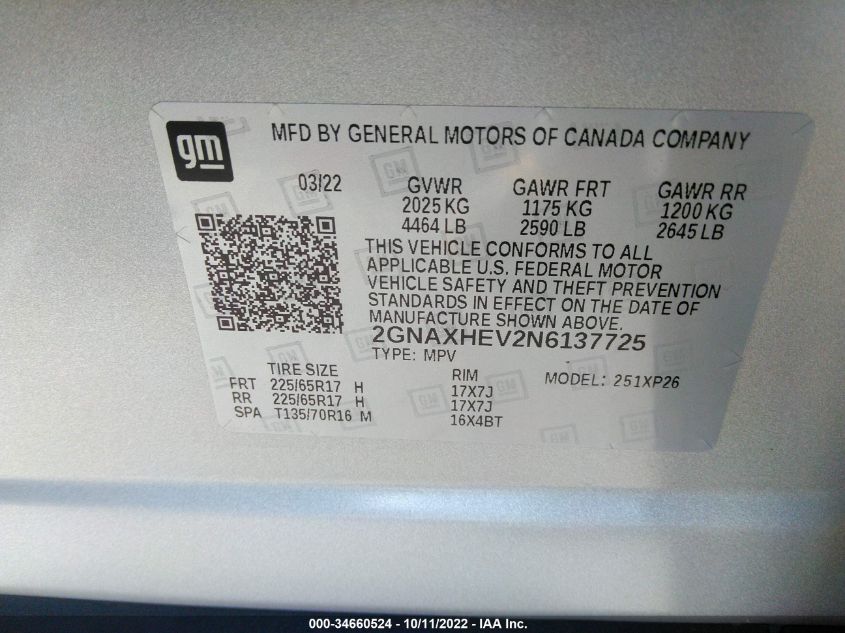 gm
MFD BY GENERAL MOTORS OF CANADA COMPANY
03/22 GVWR GAWR FRT GAWR RR
2025 KG 1175 KG 1200 KG
4464 LB 2590 LB 2645 LB
THIS VEHICLE CONFORMS TO ALL
APPLICABLE U.S. FEDERAL MOTOR
VEHICLE SAFETY AND THEFT PREVENTION
STANDARDS IN EFFECT ON THE DATE OF
MANUFACTURE SHOWN ABOVE.
2GNAXHEV2N6137725
TYPE: MPV
TIRE SIZE RIM MODEL: 251XP26
FRT 225/65R17 H 17X7J
RR 225/65R17 H 17X7J
SPA T135/70R16 M 16X4BT
000-34660524 - 10/11/2022 - IAA Inc.